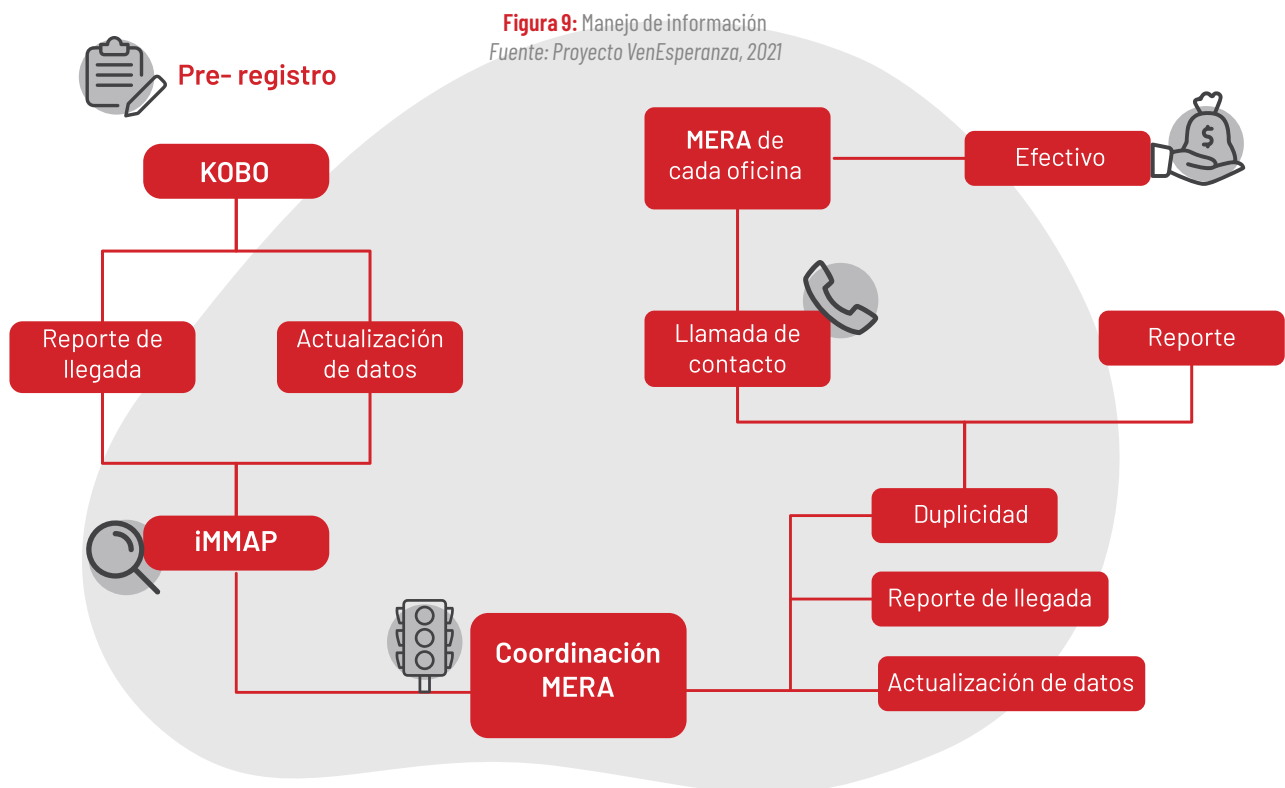 Figura 9: Manejo de información
Fuente: Proyecto VenEsperanza, 2021
Pre- registro
KOBO
Reporte de
llegada
Actualización
de datos
iMMAP
Coordinación
MERA
MERA de
cada oficina
Efectivo
$
Llamada de
contacto
Reporte
Duplicidad
Reporte de llegada
Actualización de datos